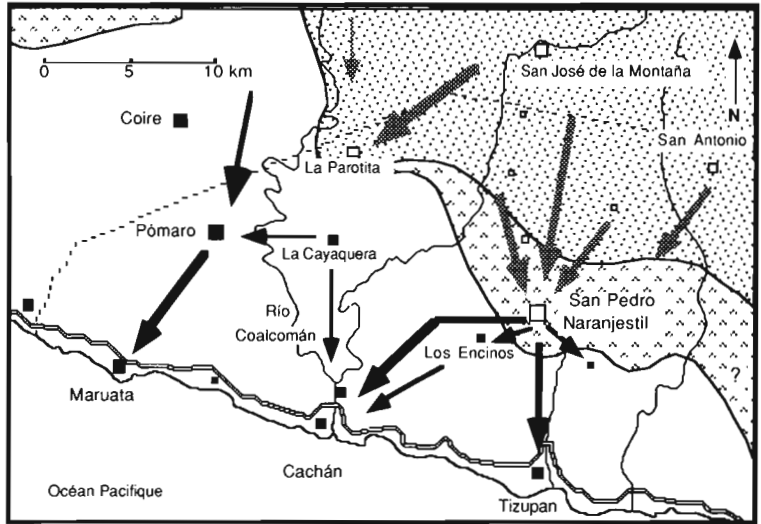 0 5 10 km
San José de la Montaña
N
Coire
San Antonio
La Parotita
Pómaro
La Cayaquera
San Pedro
Naranjestil
Río
Coalcomán
Los Encinos
?
Maruata
Cachán
Océan Pacifique
Tizupan